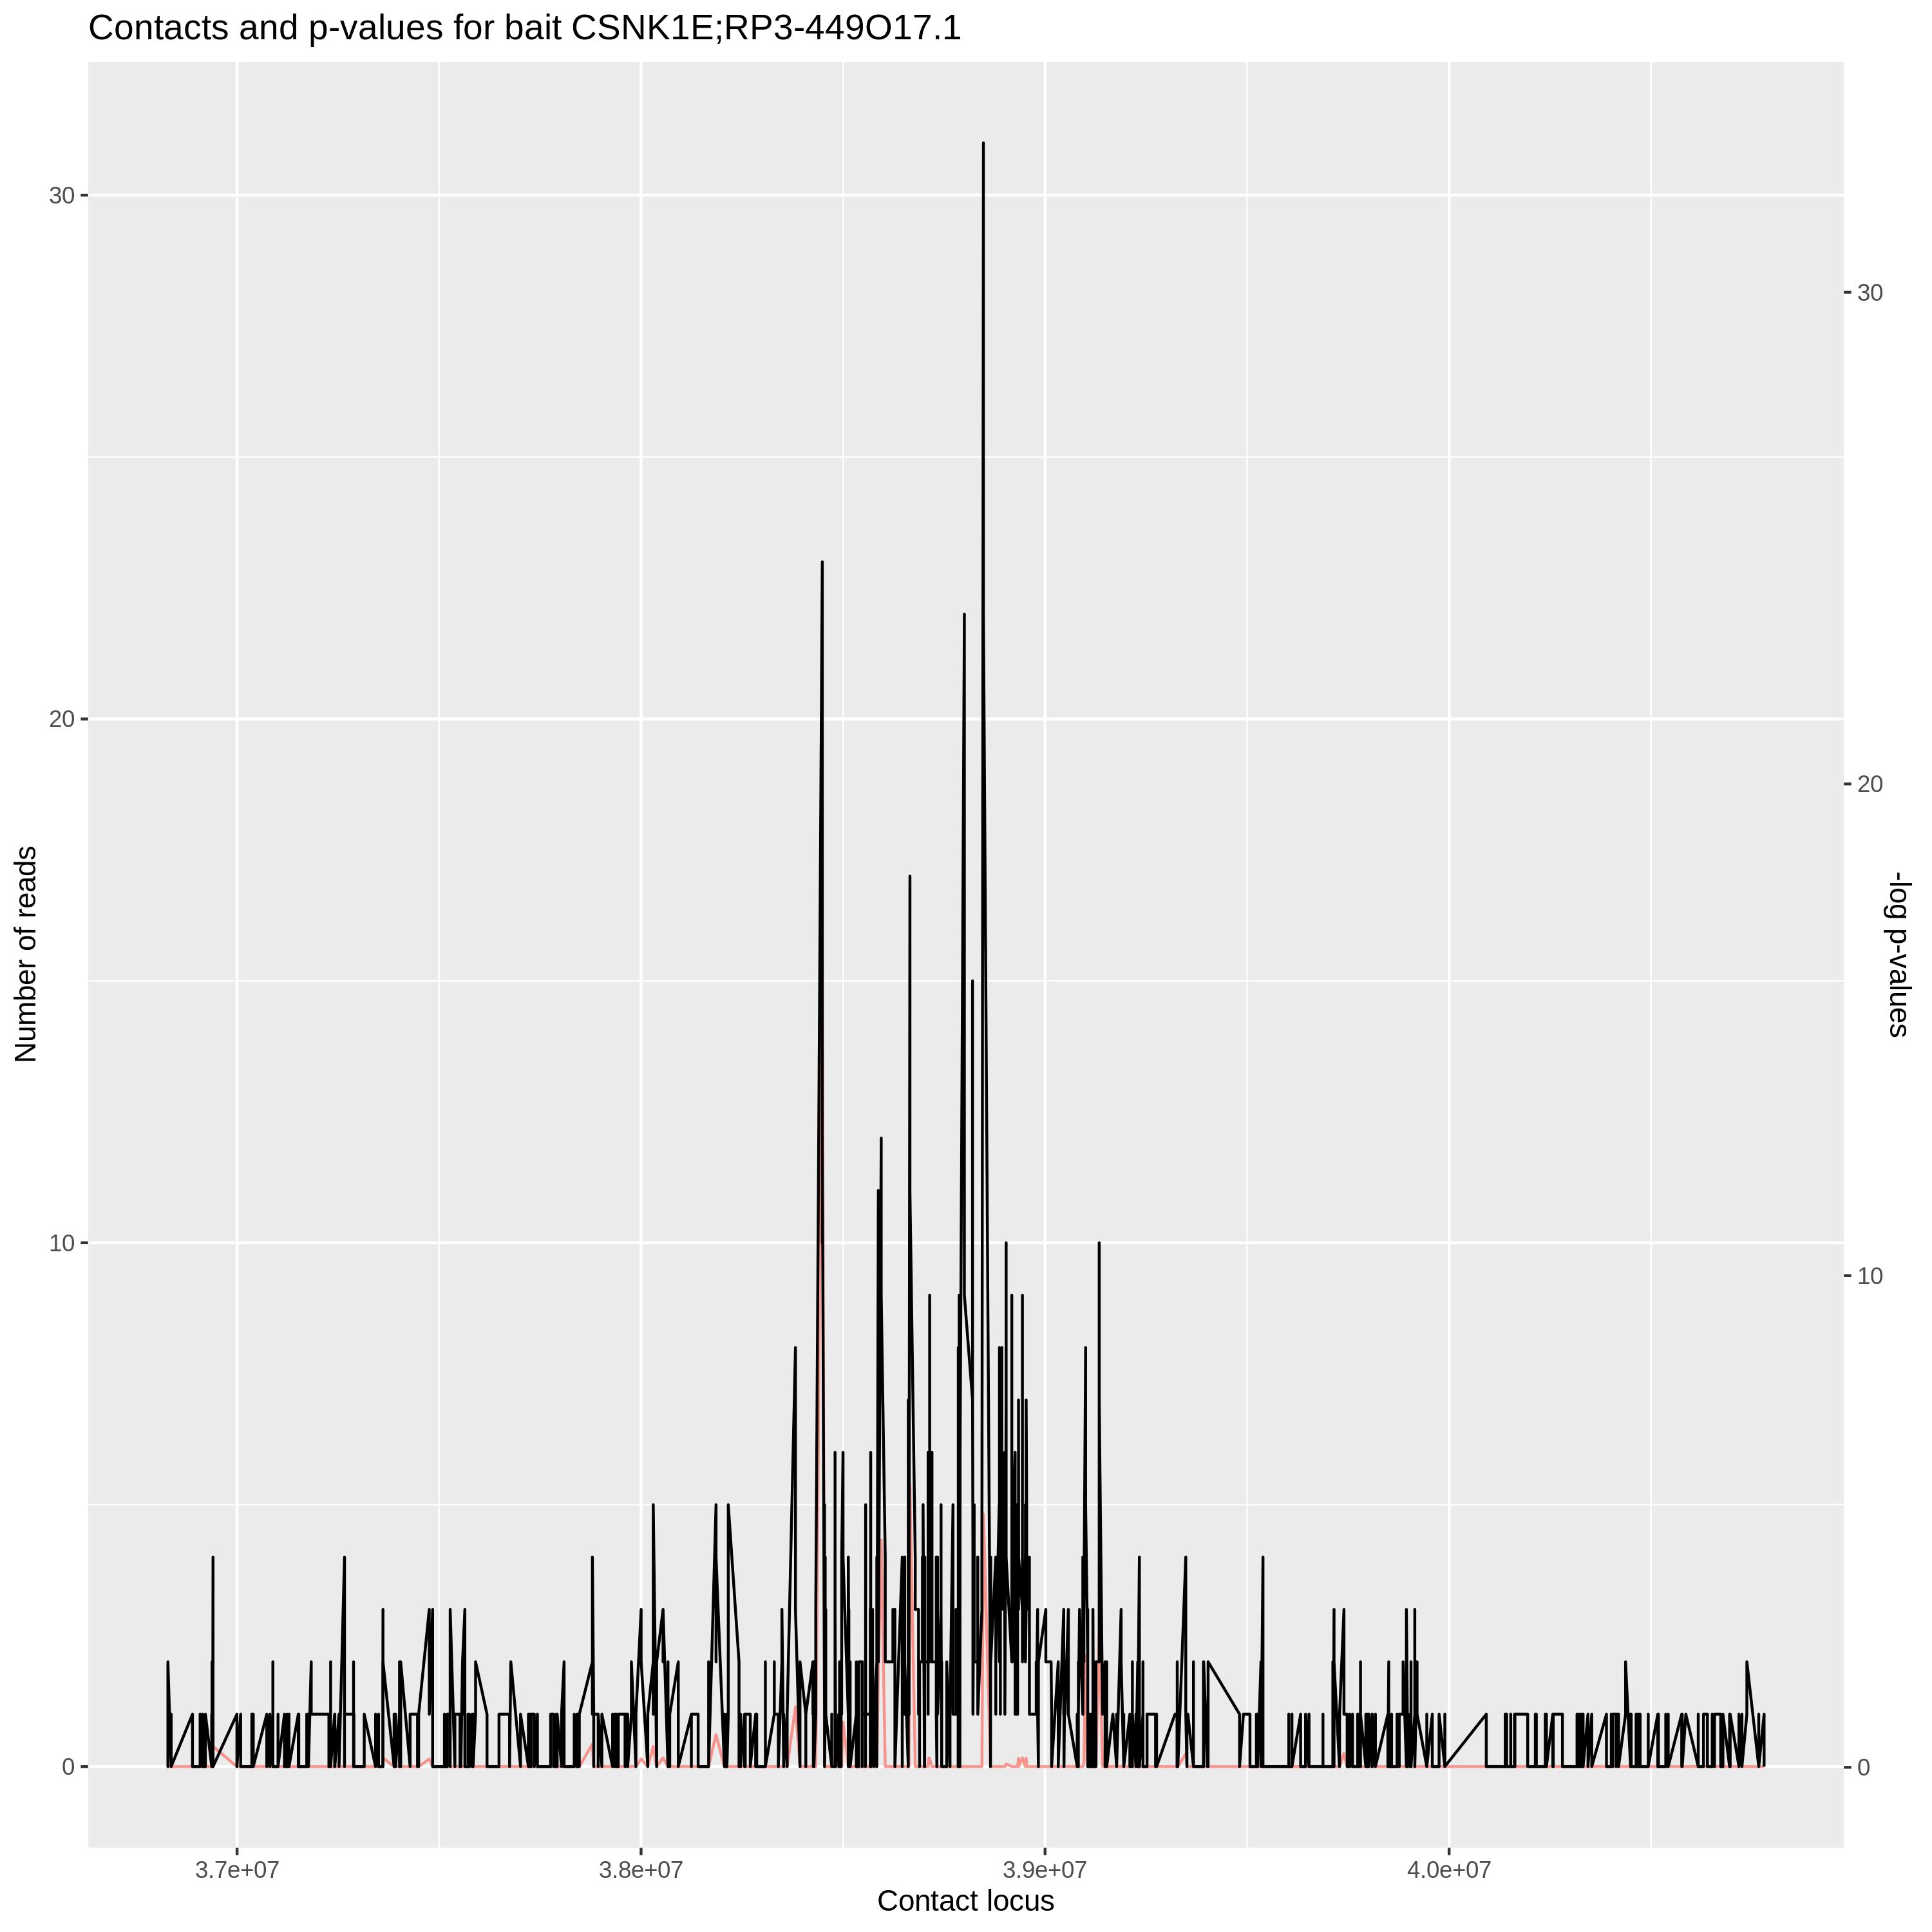 Contacts and p-values for bait CSNK1E;RP3-449O17.1
30
20
10
0
Number of reads
30
20
10
0
-log p-values
3.7e+07
3.8e+07
3.9e+07
4.0e+07
Contact locus